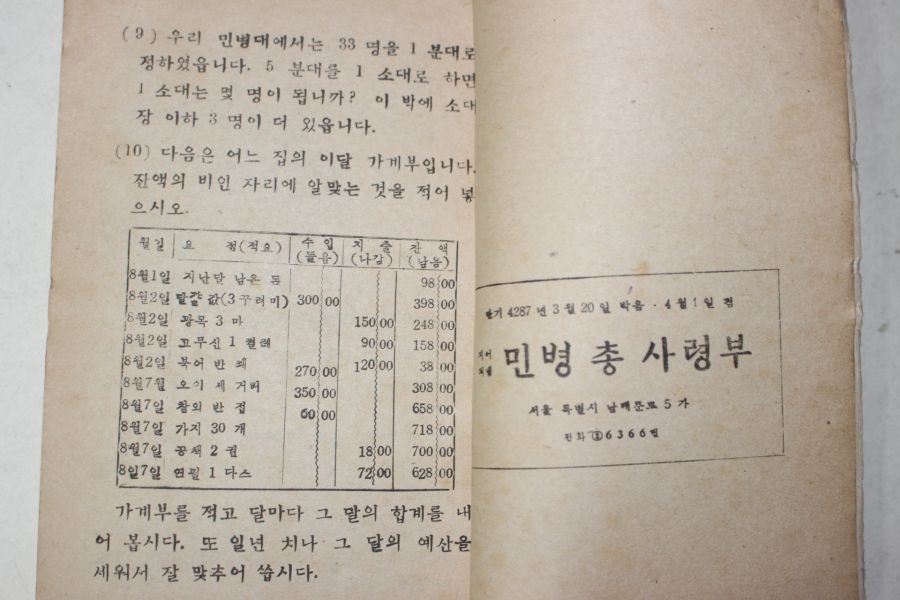 (9) 우리 민병대에서는 33 명을 1 분대로
정하였읍니다. 5 분대를 1 소대로 하면
1 소대는 몇 명이 됩니까? 이 밖에 소대
장 이하 3 명이 더 있읍니다.
(10) 다음은 어느 집의 이달 가계부입니다.
잔액의 비인 자리에 알맞는 것을 적어 넣
으시오.
월일 요 점(적요) 수 입 (들음) 지 출 (나감) 잔 액 (남음)
8월1일 지난달 남은 돈 98 00
8월2일 달걀 값(3꾸러미) 300 00 398 00
8월2일 광목 3 마 150 00 248 00
8월2일 고무신 1 켤레 90 00 158 00
8월2일 북어 반 쾌 120 00 38 00
8월7월 오이 세 거리 270 00 308 00
8월7일 참외 반 접 350 00 658 00
8월7일 가지 30 개 60 00 718 00
8월7일 공책 2 권 18 00 700 00
8일7일 연필 1 다스 72 00 628 00
가계부를 적고 달마다 그 말의 합계를 내
어 봅시다. 또 일년 치나 그 달의 예산을
세워서 잘 맞추어 씁시다.
단기 4287 년 3 월 20 일 박음 · 4 월 1 일 펌
민병 총 사령부
서울 특별시 남대문로 5 가
전화 ②6366번